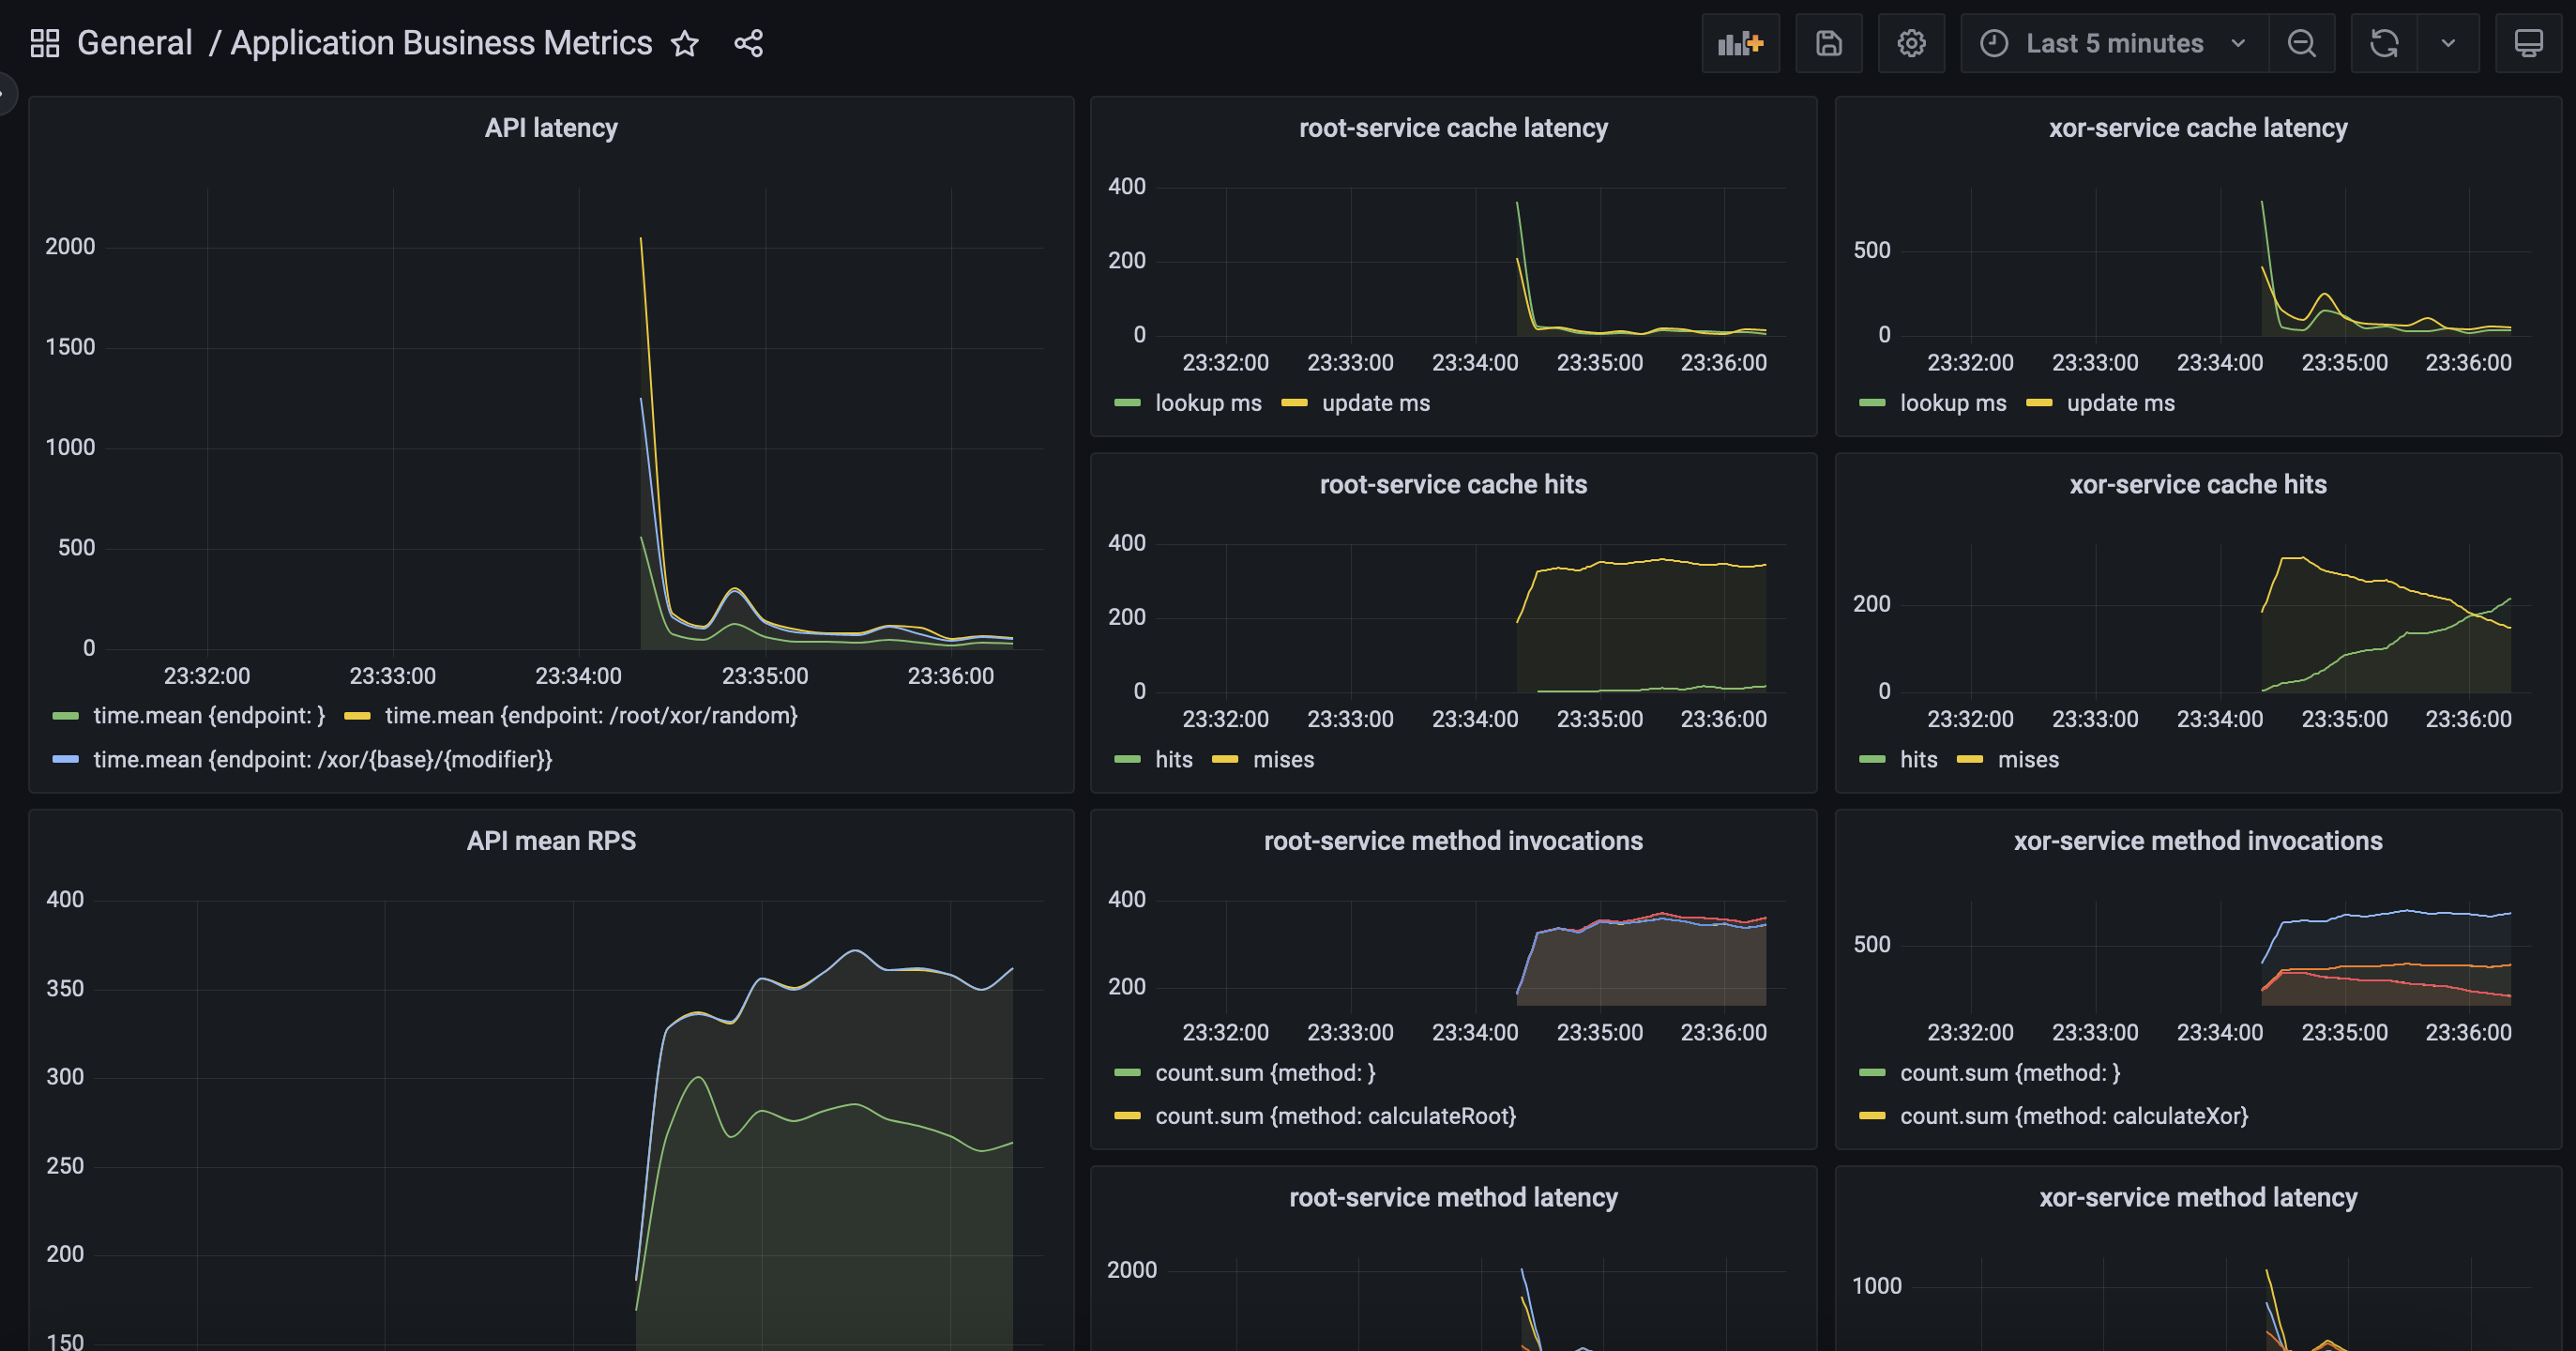 General / Application Business Metrics
Last 5 minutes
API latency
2000
1500
1000
500
0
23:32:00 23:33:00 23:34:00 23:35:00 23:36:00
time.mean {endpoint: } time.mean {endpoint: /root/xor/random}
time.mean {endpoint: /xor/{base}/{modifier}}
root-service cache latency
400
200
0
23:32:00 23:33:00 23:34:00 23:35:00 23:36:00
lookup ms update ms
xor-service cache latency
500
0
23:32:00 23:33:00 23:34:00 23:35:00 23:36:00
lookup ms update ms
root-service cache hits
400
200
0
23:32:00 23:33:00 23:34:00 23:35:00 23:36:00
hits mises
xor-service cache hits
200
0
23:32:00 23:33:00 23:34:00 23:35:00 23:36:00
hits mises
API mean RPS
400
350
300
250
200
150
root-service method invocations
400
200
23:32:00 23:33:00 23:34:00 23:35:00 23:36:00
count.sum {method: }
count.sum {method: calculateRoot}
xor-service method invocations
500
23:32:00 23:33:00 23:34:00 23:35:00 23:36:00
count.sum {method: }
count.sum {method: calculateXor}
root-service method latency
2000
xor-service method latency
1000